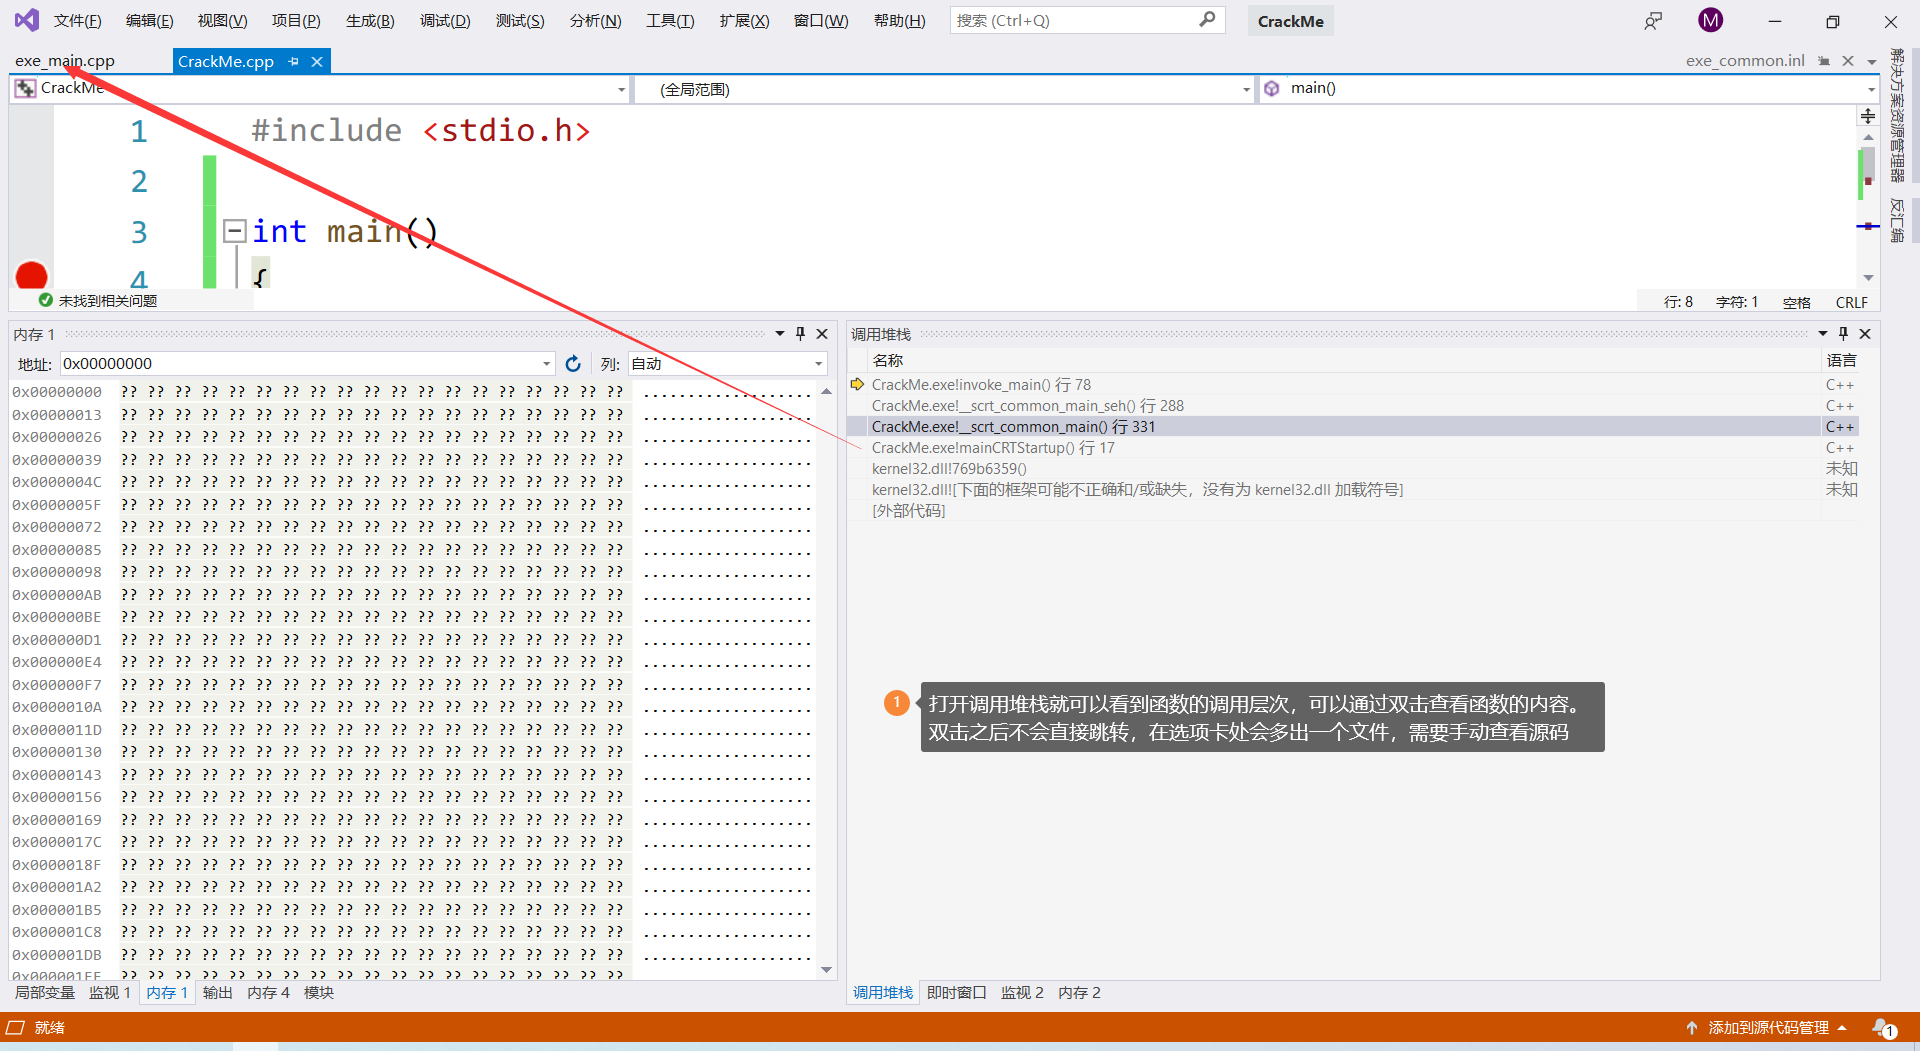 文件(F) 编辑(E) 视图(V) 项目(P) 生成(B) 调试(D) 测试(S) 分析(N) 工具(T) 扩展(X) 窗口(W) 帮助(H) 搜索 (Ctrl+Q) CrackMe M
exe_main.cpp CrackMe.cpp exe_common.inl
CrackMe (全局范围) main()
1 #include <stdio.h>
2
3 int main()
4 {
未找到相关问题 行: 8 字符: 1 空格 CRLF
解决方案资源管理器
反汇编
内存 1
地址: 0x00000000 列: 自动
0x00000000 ?? ?? ?? ?? ?? ?? ?? ?? ?? ?? ?? ?? ?? ?? ?? ?? ?? ?? ?? ...................
0x00000013 ?? ?? ?? ?? ?? ?? ?? ?? ?? ?? ?? ?? ?? ?? ?? ?? ?? ?? ?? ...................
0x00000026 ?? ?? ?? ?? ?? ?? ?? ?? ?? ?? ?? ?? ?? ?? ?? ?? ?? ?? ?? ...................
0x00000039 ?? ?? ?? ?? ?? ?? ?? ?? ?? ?? ?? ?? ?? ?? ?? ?? ?? ?? ?? ...................
0x0000004C ?? ?? ?? ?? ?? ?? ?? ?? ?? ?? ?? ?? ?? ?? ?? ?? ?? ?? ?? ...................
0x0000005F ?? ?? ?? ?? ?? ?? ?? ?? ?? ?? ?? ?? ?? ?? ?? ?? ?? ?? ?? ...................
0x00000072 ?? ?? ?? ?? ?? ?? ?? ?? ?? ?? ?? ?? ?? ?? ?? ?? ?? ?? ?? ...................
0x00000085 ?? ?? ?? ?? ?? ?? ?? ?? ?? ?? ?? ?? ?? ?? ?? ?? ?? ?? ?? ...................
0x00000098 ?? ?? ?? ?? ?? ?? ?? ?? ?? ?? ?? ?? ?? ?? ?? ?? ?? ?? ?? ...................
0x000000AB ?? ?? ?? ?? ?? ?? ?? ?? ?? ?? ?? ?? ?? ?? ?? ?? ?? ?? ?? ...................
0x000000BE ?? ?? ?? ?? ?? ?? ?? ?? ?? ?? ?? ?? ?? ?? ?? ?? ?? ?? ?? ...................
0x000000D1 ?? ?? ?? ?? ?? ?? ?? ?? ?? ?? ?? ?? ?? ?? ?? ?? ?? ?? ?? ...................
0x000000E4 ?? ?? ?? ?? ?? ?? ?? ?? ?? ?? ?? ?? ?? ?? ?? ?? ?? ?? ?? ...................
0x000000F7 ?? ?? ?? ?? ?? ?? ?? ?? ?? ?? ?? ?? ?? ?? ?? ?? ?? ?? ?? ...................
0x0000010A ?? ?? ?? ?? ?? ?? ?? ?? ?? ?? ?? ?? ?? ?? ?? ?? ?? ?? ?? ...................
0x0000011D ?? ?? ?? ?? ?? ?? ?? ?? ?? ?? ?? ?? ?? ?? ?? ?? ?? ?? ?? ...................
0x00000130 ?? ?? ?? ?? ?? ?? ?? ?? ?? ?? ?? ?? ?? ?? ?? ?? ?? ?? ?? ...................
0x00000143 ?? ?? ?? ?? ?? ?? ?? ?? ?? ?? ?? ?? ?? ?? ?? ?? ?? ?? ?? ...................
0x00000156 ?? ?? ?? ?? ?? ?? ?? ?? ?? ?? ?? ?? ?? ?? ?? ?? ?? ?? ?? ...................
0x00000169 ?? ?? ?? ?? ?? ?? ?? ?? ?? ?? ?? ?? ?? ?? ?? ?? ?? ?? ?? ...................
0x0000017C ?? ?? ?? ?? ?? ?? ?? ?? ?? ?? ?? ?? ?? ?? ?? ?? ?? ?? ?? ...................
0x0000018F ?? ?? ?? ?? ?? ?? ?? ?? ?? ?? ?? ?? ?? ?? ?? ?? ?? ?? ?? ...................
0x000001A2 ?? ?? ?? ?? ?? ?? ?? ?? ?? ?? ?? ?? ?? ?? ?? ?? ?? ?? ?? ...................
0x000001B5 ?? ?? ?? ?? ?? ?? ?? ?? ?? ?? ?? ?? ?? ?? ?? ?? ?? ?? ?? ...................
0x000001C8 ?? ?? ?? ?? ?? ?? ?? ?? ?? ?? ?? ?? ?? ?? ?? ?? ?? ?? ?? ...................
0x000001DB ?? ?? ?? ?? ?? ?? ?? ?? ?? ?? ?? ?? ?? ?? ?? ?? ?? ?? ?? ...................
0x000001EE ?? ?? ?? ?? ?? ?? ?? ?? ?? ?? ?? ?? ?? ?? ?? ?? ?? ?? ??
局部变量 监视 1 内存 1 输出 内存 4 模块
调用堆栈
名称 语言
CrackMe.exe!invoke_main() 行 78 C++
CrackMe.exe!__scrt_common_main_seh() 行 288 C++
CrackMe.exe!__scrt_common_main() 行 331 C++
CrackMe.exe!mainCRTStartup() 行 17 C++
kernel32.dll!769b6359() 未知
kernel32.dll![下面的框架可能不正确和/或缺失，没有为 kernel32.dll 加载符号] 未知
[外部代码]
1 打开调用堆栈就可以看到函数的调用层次，可以通过双击查看函数的内容。
双击之后不会直接跳转，在选项卡处会多出一个文件，需要手动查看源码
调用堆栈 即时窗口 监视 2 内存 2
就绪 添加到源代码管理 1